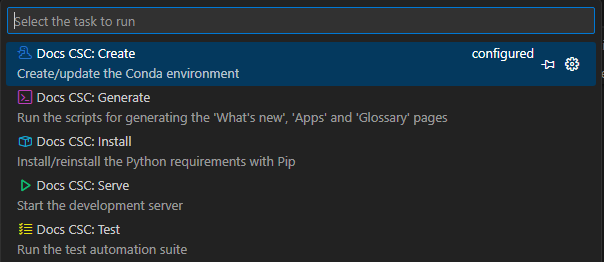 Select the task to run
Docs CSC: Create configured
Create/update the Conda environment
Docs CSC: Generate
Run the scripts for generating the 'What's new', 'Apps' and 'Glossary' pages
Docs CSC: Install
Install/reinstall the Python requirements with Pip
Docs CSC: Serve
Start the development server
Docs CSC: Test
Run the test automation suite